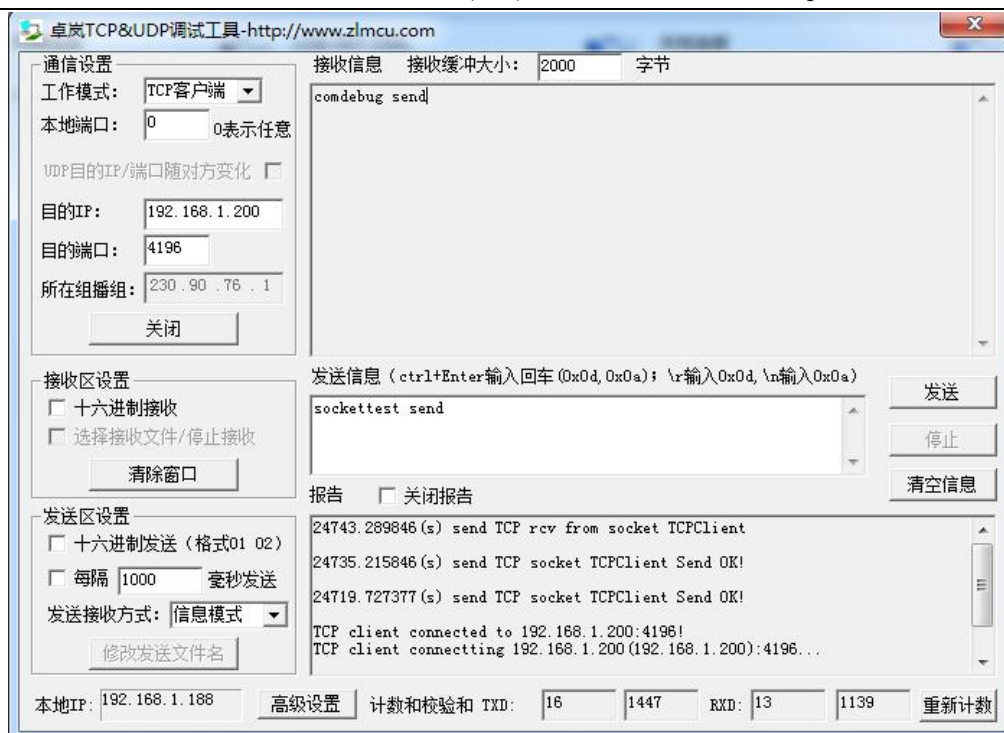 卓岚TCP&UDP调试工具-http://www.zlmcu.com
通信设置
工作模式: TCP客户端
本地端口: 0 0表示任意
UDP目的IP/端口随对方变化
目的IP: 192.168.1.200
目的端口: 4196
所在组播组: 230 .90 .76 . 1
关闭
接收区设置
十六进制接收
选择接收文件/停止接收
清除窗口
发送区设置
十六进制发送（格式01 02）
每隔 1000 毫秒发送
发送接收方式: 信息模式
修改发送文件名
接收信息 接收缓冲大小: 2000 字节
comdebug send
发送信息（ctrl+Enter输入回车(0x0d,0x0a)；\r输入0x0d,\n输入0x0a）
sockettest send
发送
停止
清空信息
报告 关闭报告
24743.289846(s) send TCP rcv from socket TCPClient
24735.215846(s) send TCP socket TCPClient Send OK!
24719.727377(s) send TCP socket TCPClient Send OK!
TCP client connected to 192.168.1.200:4196!
TCP client connectting 192.168.1.200(192.168.1.200):4196...
本地IP: 192.168.1.188 高级设置 计数和校验和 TXD: 16 1447 RXD: 13 1139 重新计数